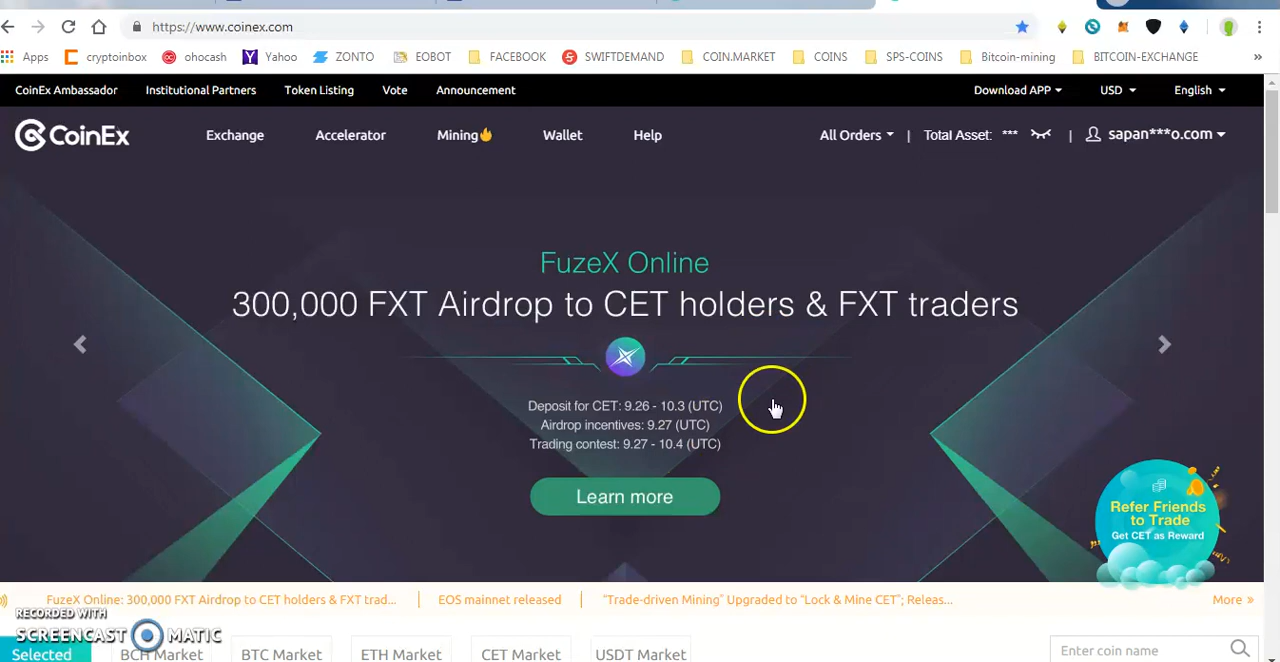 https://www.coinex.com
Apps cryptoinbox ohocash Yahoo ZONTO EOBOT FACEBOOK SWIFTDEMAND COIN.MARKET COINS SPS-COINS Bitcoin-mining BITCOIN-EXCHANGE »
CoinEx Ambassador Institutional Partners Token Listing Vote Announcement Download APP USD English
CoinEx Exchange Accelerator Mining Wallet Help All Orders | Total Asset: *** | sapan***o.com
FuzeX Online
300,000 FXT Airdrop to CET holders & FXT traders
Deposit for CET: 9.26 - 10.3 (UTC)
Airdrop incentives: 9.27 (UTC)
Trading contest: 9.27 - 10.4 (UTC)
Learn more
Refer Friends
to Trade
Get CET as Reward
FuzeX Online: 300,000 FXT Airdrop to CET holders & FXT trad... | EOS mainnet released | "Trade-driven Mining" Upgraded to "Lock & Mine CET"; Releas... More »
RECORDED WITH
SCREENCAST MATIC
Selected BCH Market BTC Market ETH Market CET Market USDT Market Enter coin name